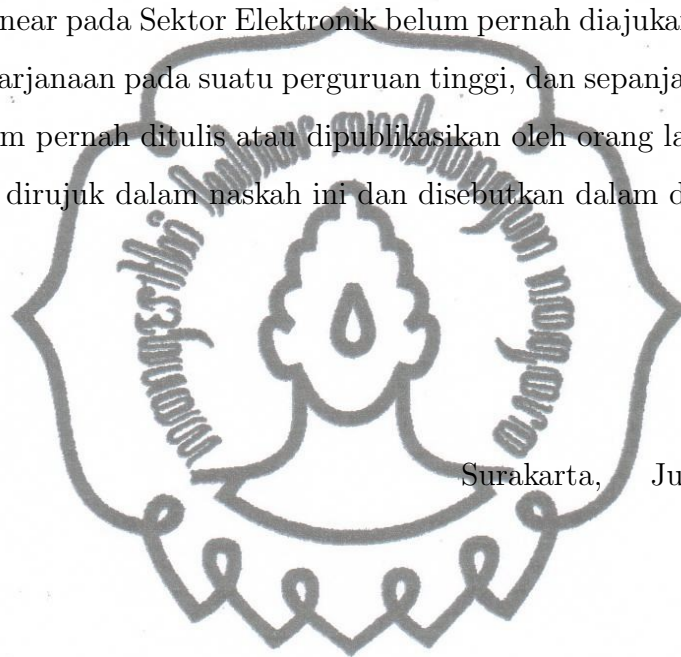 near pada Sektor Elektronik belum pernah diajukan
arjanaan pada suatu perguruan tinggi, dan sepanja
m pernah ditulis atau dipublikasikan oleh orang la
dirujuk dalam naskah ini dan disebutkan dalam d
Surakarta, Ju